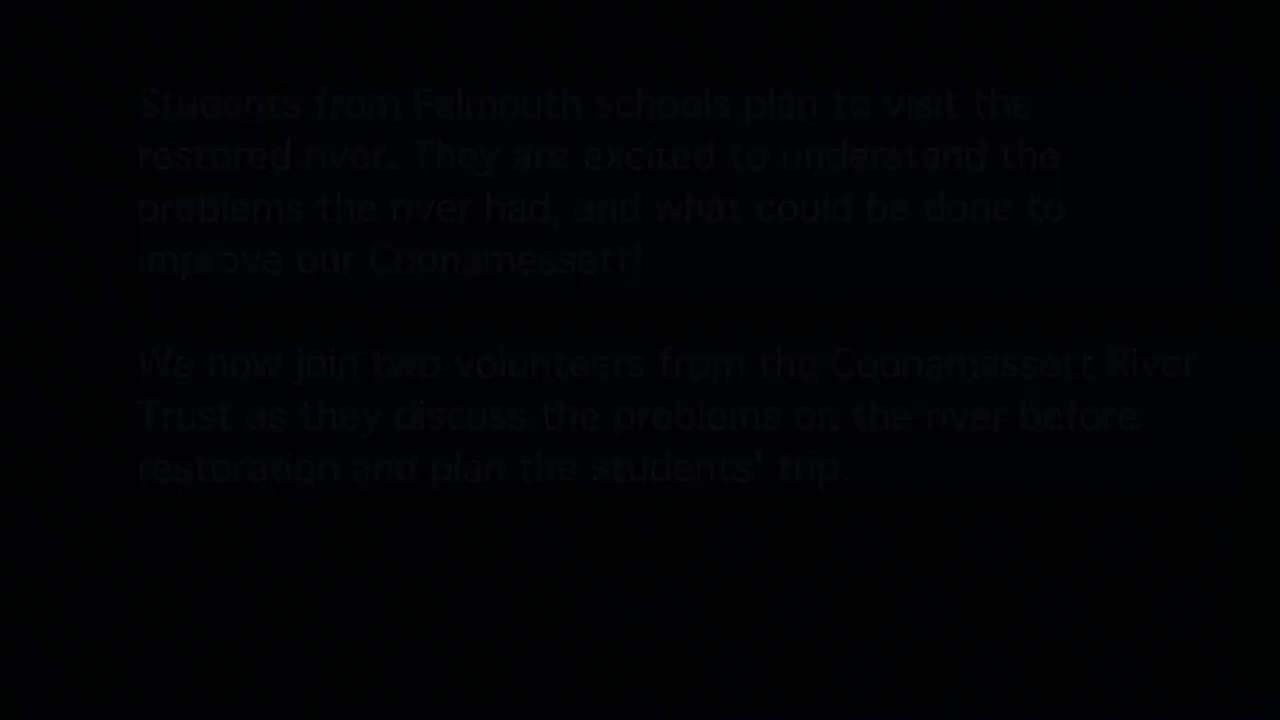 Students from Falmouth schools plan to visit the
restored river. They are excited to understand the
problems the river had, and what could be done to
improve our Coonamessett!
We now join two volunteers from the Coonamessett River
Trust as they discuss the problems on the river before
restoration and plan the students' trip.